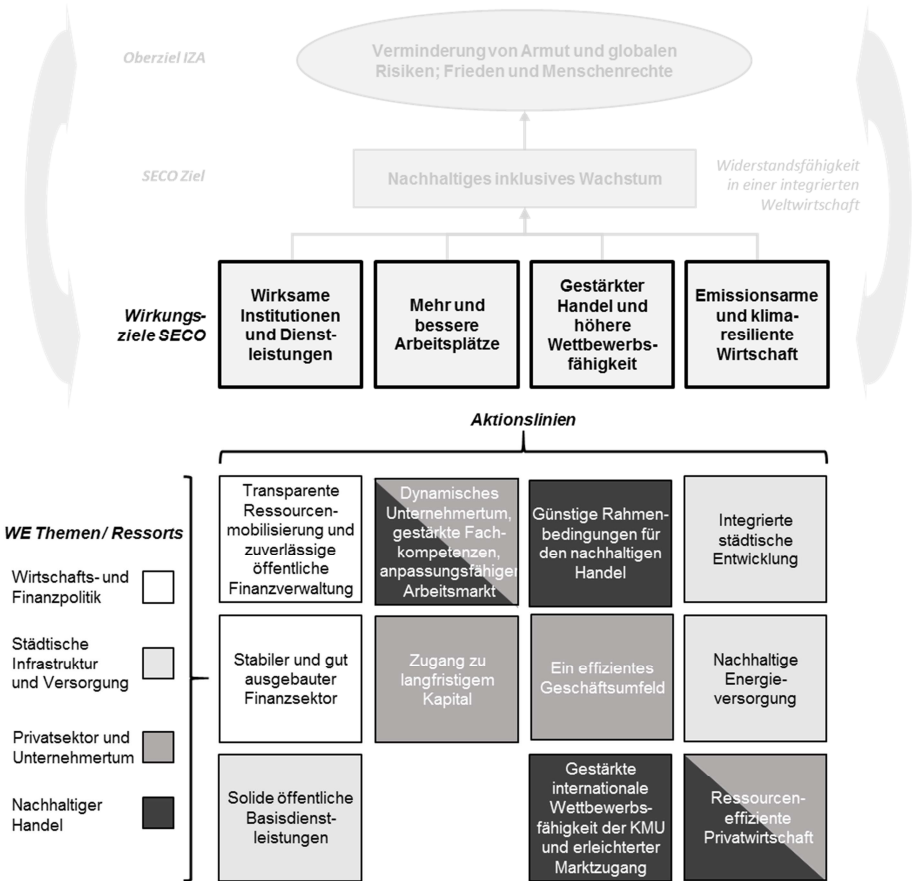 Oberziel IZA
Verminderung von Armut und globalen
Risiken; Frieden und Menschenrechte
SECO Ziel
Nachhaltiges inklusives Wachstum
Widerstandsfähigkeit
in einer integrierten
Weltwirtschaft
Wirkungs-
ziele SECO
Wirksame
Institutionen
und Dienst-
leistungen
Mehr und
bessere
Arbeitsplätze
Gestärkter
Handel und
höhere
Wettbewerbs-
fähigkeit
Emissionsarme
und klima-
resiliente
Wirtschaft
Aktionslinien
WE Themen/ Ressorts
Wirtschafts- und
Finanzpolitik
Städtische
Infrastruktur
und Versorgung
Privatsektor und
Unternehmertum
Nachhaltiger
Handel
Transparente
Ressourcen-
mobilisierung und
zuverlässige
öffentliche
Finanzverwaltung
Dynamisches
Unternehmertum,
gestärkte Fach-
kompetenzen,
anpassungsfähiger
Arbeitsmarkt
Günstige Rahmen-
bedingungen für
den nachhaltigen
Handel
Integrierte
städtische
Entwicklung
Stabiler und gut
ausgebauter
Finanzsektor
Zugang zu
langfristigem
Kapital
Ein effizientes
Geschäftsumfeld
Nachhaltige
Energie-
versorgung
Solide öffentliche
Basisdienst-
leistungen
Gestärkte
internationale
Wettbewerbs-
fähigkeit der KMU
und erleichterter
Marktzugang
Ressourcen-
effiziente
Privatwirtschaft